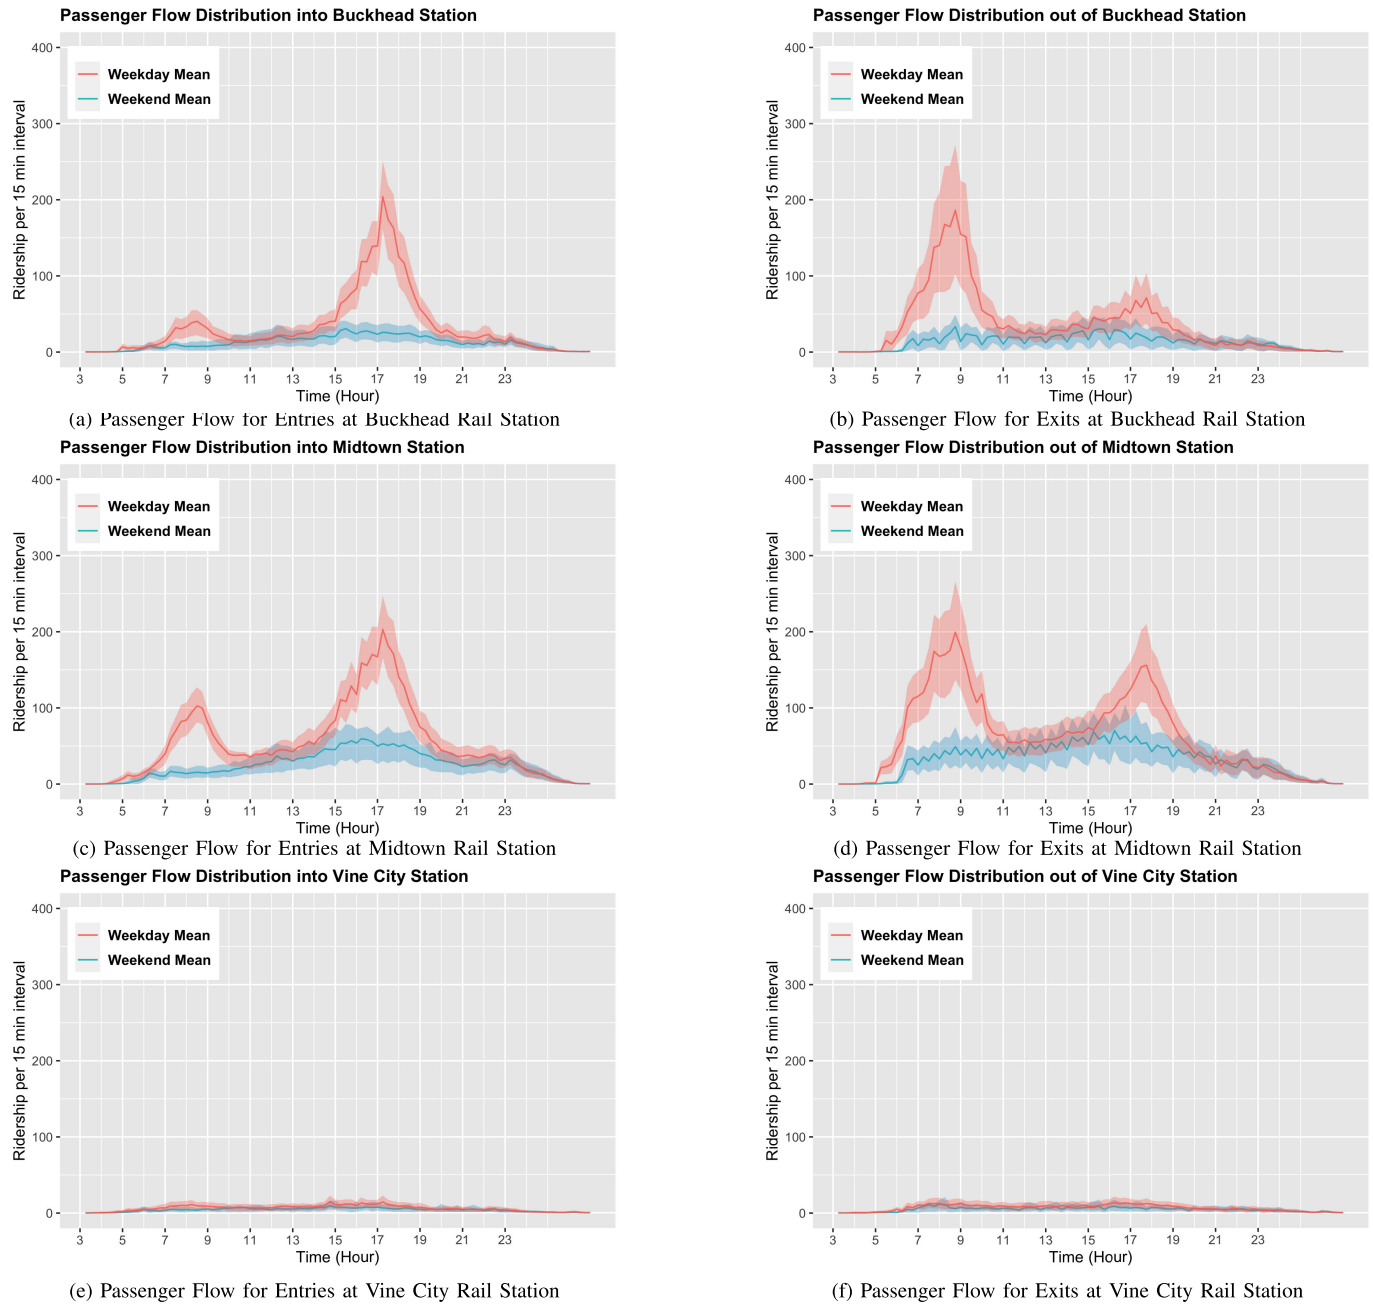 Passenger Flow Distribution into Buckhead Station
400
300
200
100
0
Ridership per 15 min interval
Weekday Mean
Weekend Mean
3 5 7 9 11 13 15 17 19 21 23
Time (Hour)
(a) Passenger Flow for Entries at Buckhead Rail Station
Passenger Flow Distribution out of Buckhead Station
400
300
200
100
0
Ridership per 15 min interval
Weekday Mean
Weekend Mean
3 5 7 9 11 13 15 17 19 21 23
Time (Hour)
(b) Passenger Flow for Exits at Buckhead Rail Station
Passenger Flow Distribution into Midtown Station
400
300
200
100
0
Ridership per 15 min interval
Weekday Mean
Weekend Mean
3 5 7 9 11 13 15 17 19 21 23
Time (Hour)
(c) Passenger Flow for Entries at Midtown Rail Station
Passenger Flow Distribution out of Midtown Station
400
300
200
100
0
Ridership per 15 min interval
Weekday Mean
Weekend Mean
3 5 7 9 11 13 15 17 19 21 23
Time (Hour)
(d) Passenger Flow for Exits at Midtown Rail Station
Passenger Flow Distribution into Vine City Station
400
300
200
100
0
Ridership per 15 min interval
Weekday Mean
Weekend Mean
3 5 7 9 11 13 15 17 19 21 23
Time (Hour)
(e) Passenger Flow for Entries at Vine City Rail Station
Passenger Flow Distribution out of Vine City Station
400
300
200
100
0
Ridership per 15 min interval
Weekday Mean
Weekend Mean
3 5 7 9 11 13 15 17 19 21 23
Time (Hour)
(f) Passenger Flow for Exits at Vine City Rail Station